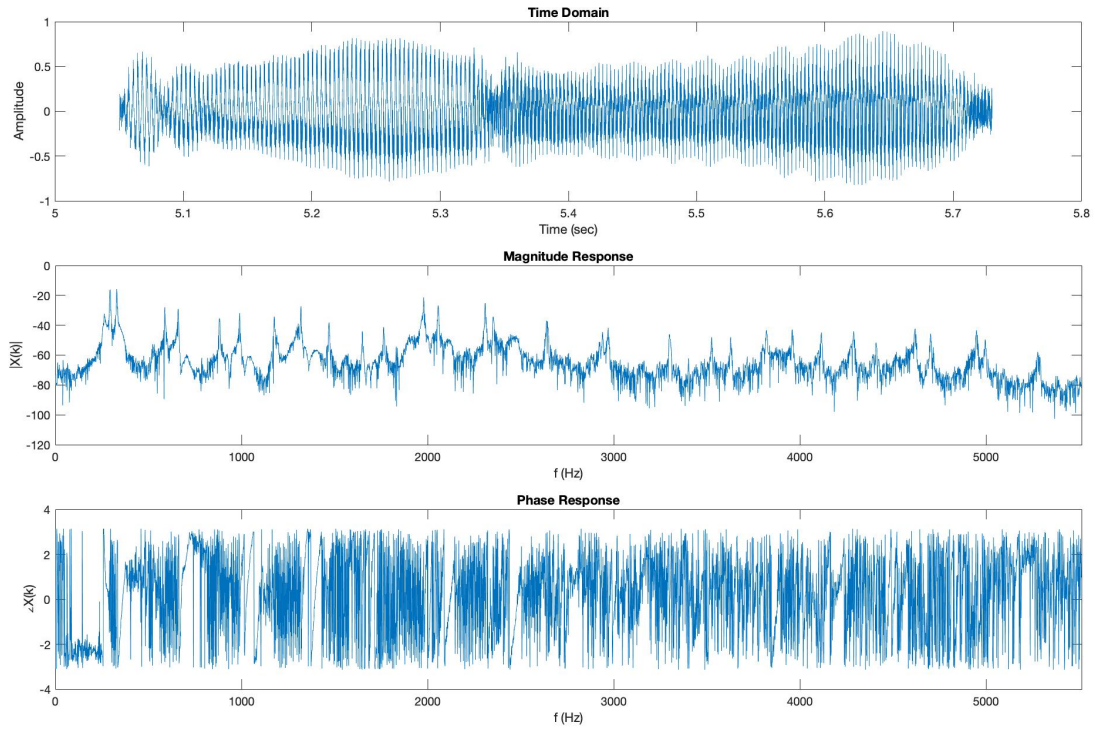 Time Domain
1
0.5
0
-0.5
-1
Amplitude
5 5.1 5.2 5.3 5.4 5.5 5.6 5.7 5.8
Time (sec)
Magnitude Response
0
-20
-40
-60
-80
-100
-120
|X(k)|
0 1000 2000 3000 4000 5000
f (Hz)
Phase Response
4
2
0
-2
-4
∠X(k)
0 1000 2000 3000 4000 5000
f (Hz)